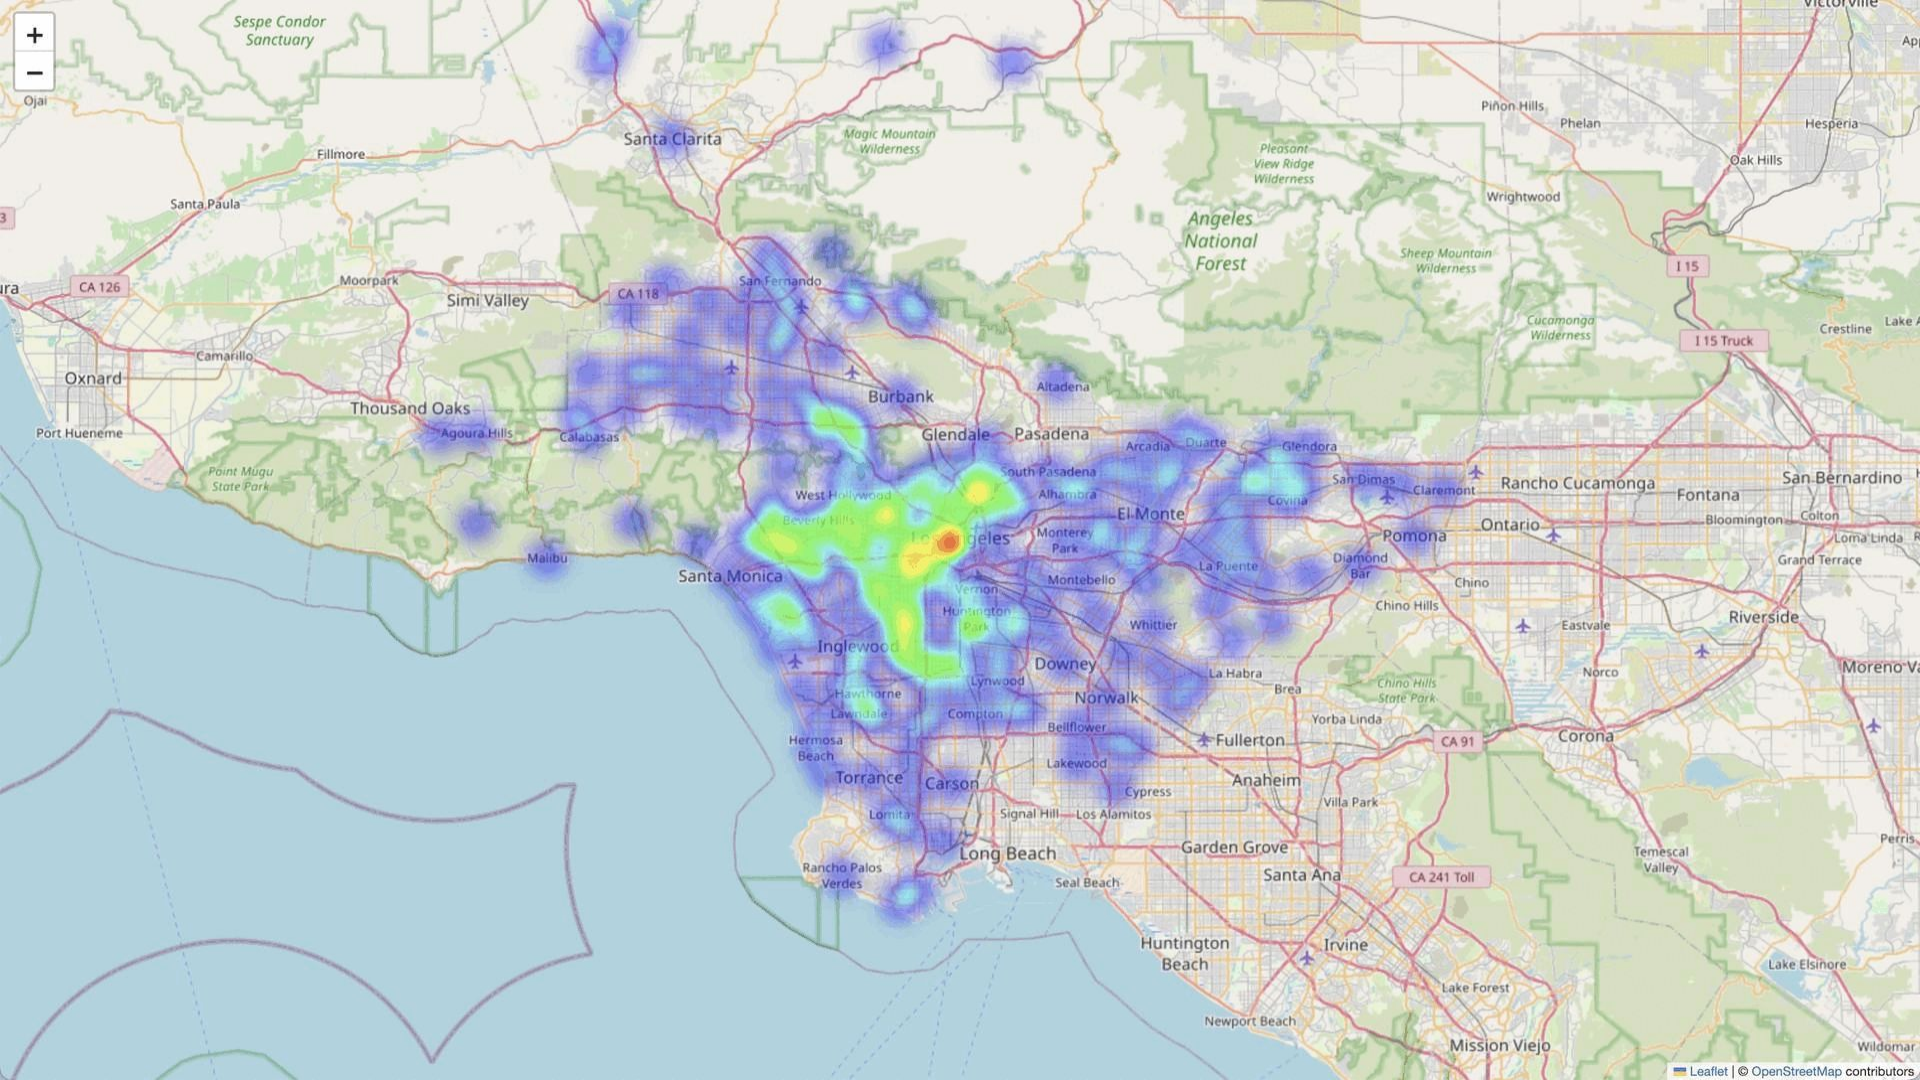 Sespe Condor
Sanctuary
Victorville
+
−
Ojai
Piñon Hills
Phelan
Hesperia
Santa Clarita
Magic Mountain
Wilderness
Fillmore
Pleasant
View Ridge
Wilderness
Oak Hills
Wrightwood
Santa Paula
3
Angeles
National
Forest
Sheep Mountain
Wilderness
I 15
CA 126
Moorpark
Simi Valley
CA 118
San Fernando
Cucamonga
Wilderness
Crestline
Lake A
I 15 Truck
Camarillo
Oxnard
Altadena
Burbank
Thousand Oaks
Port Hueneme
Agoura Hills
Calabasas
Glendale
Pasadena
Arcadia
Duarte
Glendora
Point Mugu
State Park
South Pasadena
West Hollywood
Alhambra
Covina
San Dimas
Claremont
Rancho Cucamonga
Fontana
San Bernardino
Beverly Hills
El Monte
Ontario
Bloomington
Colton
Los Angeles
Monterey
Park
Pomona
Loma Linda
Malibu
Santa Monica
Montebello
La Puente
Diamond
Bar
Chino
Grand Terrace
Vernon
Huntington
Park
Chino Hills
Riverside
Whittier
Eastvale
Inglewood
Downey
La Habra
Norco
Moreno Va
Hawthorne
Lynwood
Norwalk
Brea
Chino Hills
State Park
Lawndale
Compton
Bellflower
Yorba Linda
Hermosa
Beach
Fullerton
CA 91
Corona
Lakewood
Torrance
Carson
Cypress
Anaheim
Villa Park
Lomita
Signal Hill
Los Alamitos
Perris
Long Beach
Garden Grove
Temescal
Valley
Rancho Palos
Verdes
Seal Beach
Santa Ana
CA 241 Toll
Huntington
Beach
Irvine
Lake Elsinore
Lake Forest
Newport Beach
Mission Viejo
Wildomar
Leaflet | © OpenStreetMap contributors